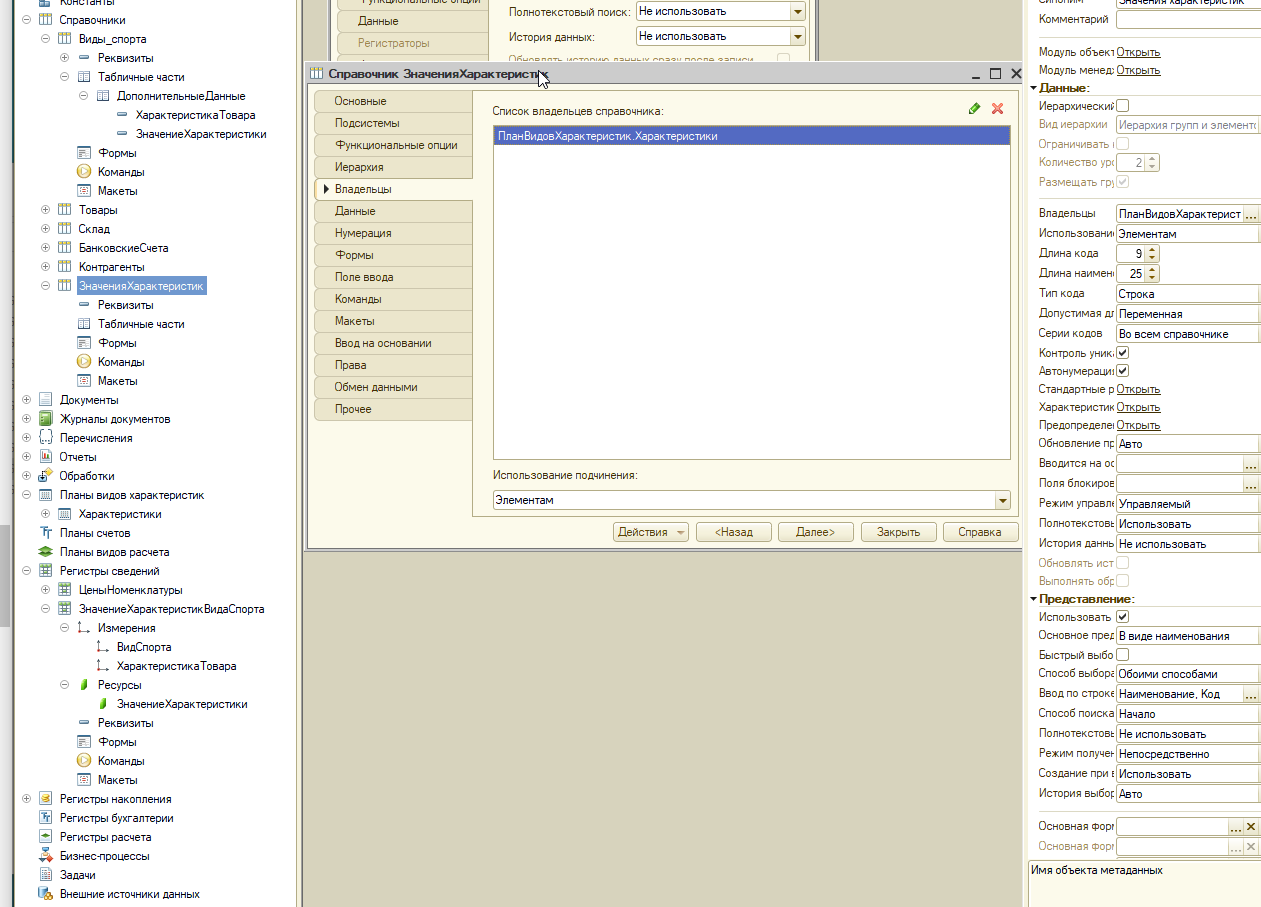 Константы
Справочники
Виды_спорта
Реквизиты
Табличные части
ДополнительныеДанные
ХарактеристикаТовара
ЗначениеХарактеристики
Формы
Команды
Макеты
Товары
Склад
БанковскиеСчета
Контрагенты
ЗначенияХарактеристик
Реквизиты
Табличные части
Формы
Команды
Макеты
Документы
Журналы документов
Перечисления
Отчеты
Обработки
Планы видов характеристик
Характеристики
Планы счетов
Планы видов расчета
Регистры сведений
ЦеныНоменклатуры
ЗначениеХарактеристикВидаСпорта
Измерения
ВидСпорта
ХарактеристикаТовара
Ресурсы
ЗначениеХарактеристики
Реквизиты
Формы
Команды
Макеты
Регистры накопления
Регистры бухгалтерии
Регистры расчета
Бизнес-процессы
Задачи
Внешние источники данных
Функциональные опции
Данные
Регистраторы
Полнотекстовый поиск: Не использовать
История данных: Не использовать
Обновлять историю данных сразу после записи
Справочник ЗначенияХарактеристик
Основные
Подсистемы
Функциональные опции
Иерархия
Владельцы
Данные
Нумерация
Формы
Поле ввода
Команды
Макеты
Ввод на основании
Права
Обмен данными
Прочее
Список владельцев справочника:
ПланВидовХарактеристик.Характеристики
Использование подчинения:
Элементам
Действия <Назад Далее> Закрыть Справка
Синоним Значения характеристик
Комментарий
Модуль объект Открыть
Модуль менед Открыть
Данные:
Иерархический
Вид иерархии Иерархия групп и элементо
Ограничивать
Количество уро 2
Размещать гру
Владельцы ПланВидовХарактерист ...
Использовани Элементам
Длина кода 9
Длина наимено 25
Тип кода Строка
Допустимая дл Переменная
Серии кодов Во всем справочнике
Контроль уник
Автонумерация
Стандартные р Открыть
Характеристик Открыть
Предопределен Открыть
Обновление пр Авто
Вводится на ос ...
Поля блокиров ...
Режим управле Управляемый
Полнотекстовы Использовать
История данны Не использовать
Обновлять ист
Выполнять обр
Представление:
Использовать
Основное пред В виде наименования
Быстрый выбо
Способ выбора Обоими способами
Ввод по строке Наименование, Код ...
Способ поиска Начало
Полнотекстовы Не использовать
Режим получен Непосредственно
Создание при в Использовать
История выбор Авто
Основная форм ...
Основная форм ...
Имя объекта метаданных